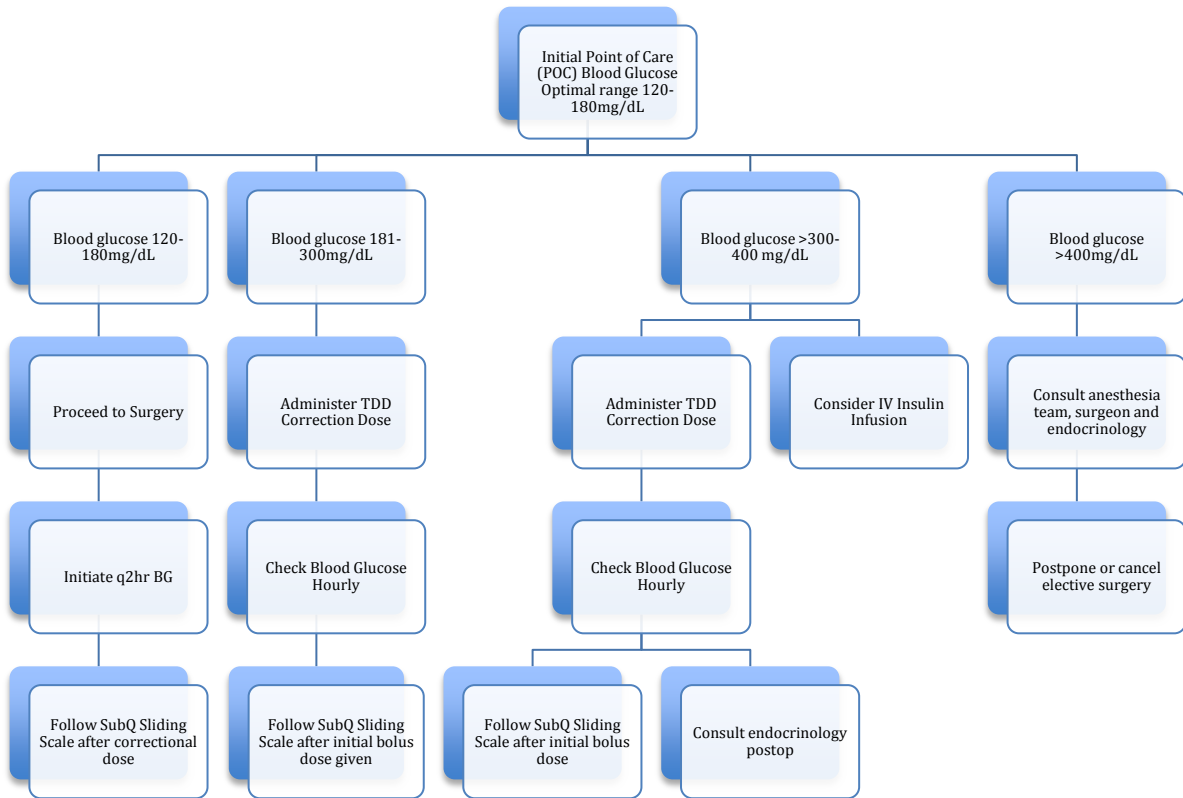 Initial Point of Care
(POC) Blood Glucose
Optimal range 120-
180mg/dL
Blood glucose 120-
180mg/dL
Blood glucose 181-
300mg/dL
Blood glucose >300-
400 mg/dL
Blood glucose
>400mg/dL
Proceed to Surgery
Administer TDD
Correction Dose
Administer TDD
Correction Dose
Consider IV Insulin
Infusion
Consult anesthesia
team, surgeon and
endocrinology
Initiate q2hr BG
Check Blood Glucose
Hourly
Check Blood Glucose
Hourly
Postpone or cancel
elective surgery
Follow SubQ Sliding
Scale after correctional
dose
Follow SubQ Sliding
Scale after initial bolus
dose given
Follow SubQ Sliding
Scale after initial bolus
dose
Consult endocrinology
postop